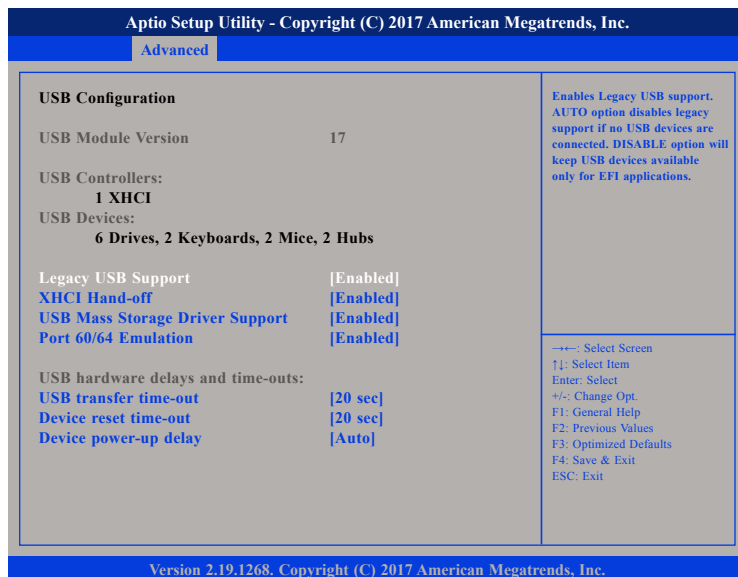 Aptio Setup Utility - Copyright (C) 2017 American Megatrends, Inc.
Advanced
USB Configuration
USB Module Version 17
USB Controllers:
1 XHCI
USB Devices:
6 Drives, 2 Keyboards, 2 Mice, 2 Hubs
Legacy USB Support [Enabled]
XHCI Hand-off [Enabled]
USB Mass Storage Driver Support [Enabled]
Port 60/64 Emulation [Enabled]
USB hardware delays and time-outs:
USB transfer time-out [20 sec]
Device reset time-out [20 sec]
Device power-up delay [Auto]
Enables Legacy USB support.
AUTO option disables legacy
support if no USB devices are
connected. DISABLE option will
keep USB devices available
only for EFI applications.
→←: Select Screen
↑↓: Select Item
Enter: Select
+/-: Change Opt.
F1: General Help
F2: Previous Values
F3: Optimized Defaults
F4: Save & Exit
ESC: Exit
Version 2.19.1268. Copyright (C) 2017 American Megatrends, Inc.